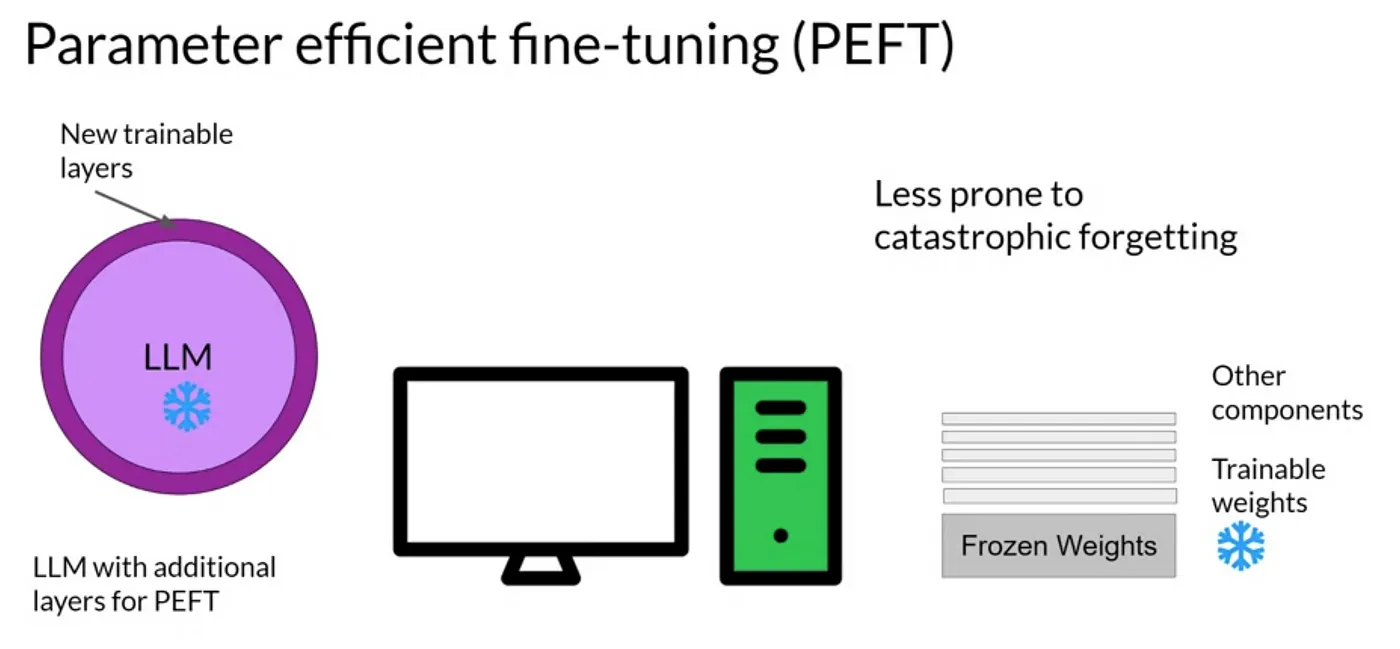 Parameter efficient fine-tuning (PEFT)
New trainable
layers
LLM
LLM with additional
layers for PEFT
Less prone to
catastrophic forgetting
Other
components
Trainable
weights
Frozen Weights